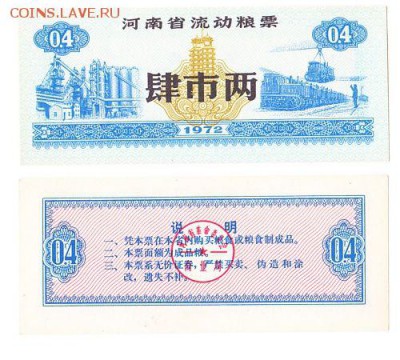 COINS.LAVE.RU
河南省流动粮票
04 04
肆市两
1972
说 明
一、凭本票在本省内购买粮食或粮食制成品。
二、本票面额为成品粮。
三、本票系无价证券，严禁买卖、伪造和涂
改，遗失不补。
04 04